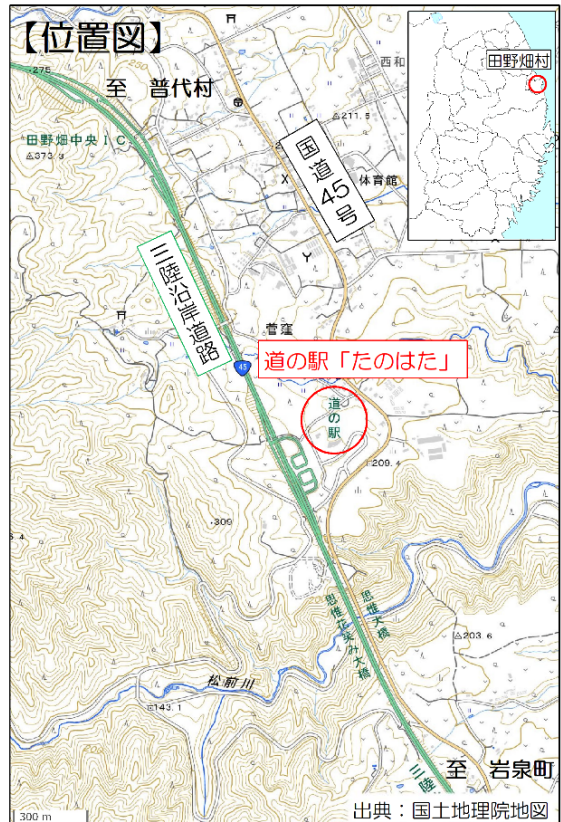 【位置図】
至 普代村
田野畑村
西和
・275
田野畑中央IC
△373.3
△211.5
国道45号
体育館
三陸沿岸道路
菅窪
45
道の駅「たのはた」
道の駅
209.4
・309
思惟花笑み大橋
思惟大橋
△203.6
松前川
143.1
三陸
至 岩泉町
300 m
出典：国土地理院地図